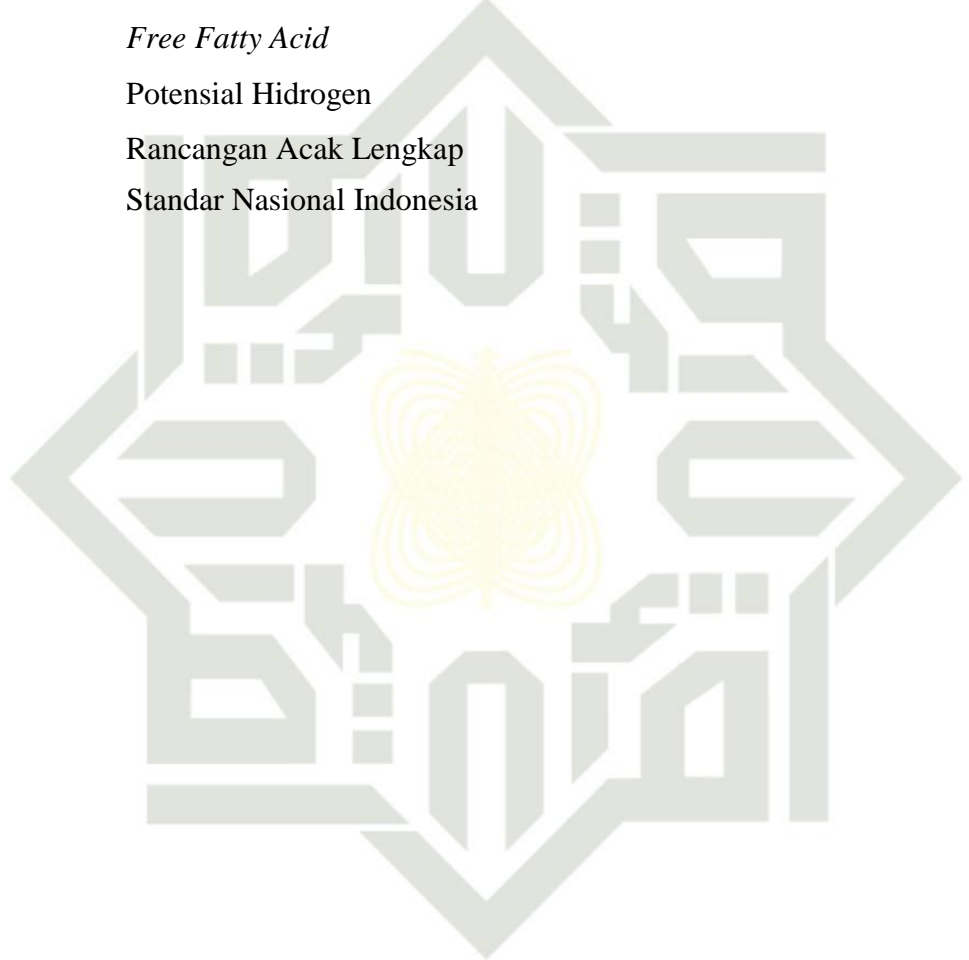 Free Fatty Acid
Potensial Hidrogen
Rancangan Acak Lengkap
Standar Nasional Indonesia